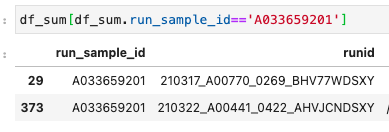 df_sum[df_sum.run_sample_id=='A033659201']
run_sample_id runid
29 A033659201 210317_A00770_0269_BHV77WDSXY
373 A033659201 210322_A00441_0422_AHVJCNDSXY